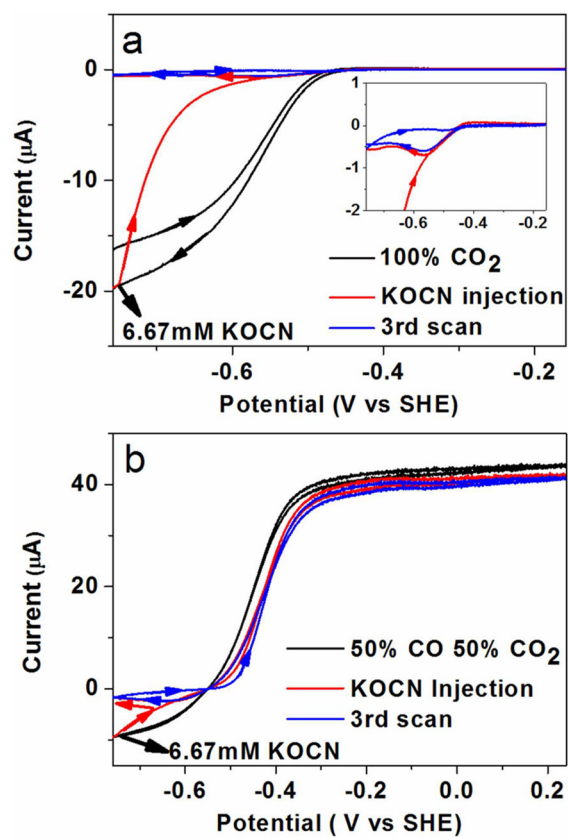 a
0
-10
-20
Current (µA)
1
0
-1
-2
-0.6
-0.4
-0.2
100% CO2
KOCN injection
3rd scan
6.67mM KOCN
-0.6
-0.4
-0.2
Potential (V vs SHE)
b
40
20
0
Current (µA)
50% CO 50% CO2
KOCN Injection
3rd scan
6.67mM KOCN
-0.6
-0.4
-0.2
0.0
0.2
Potential ( V vs SHE)